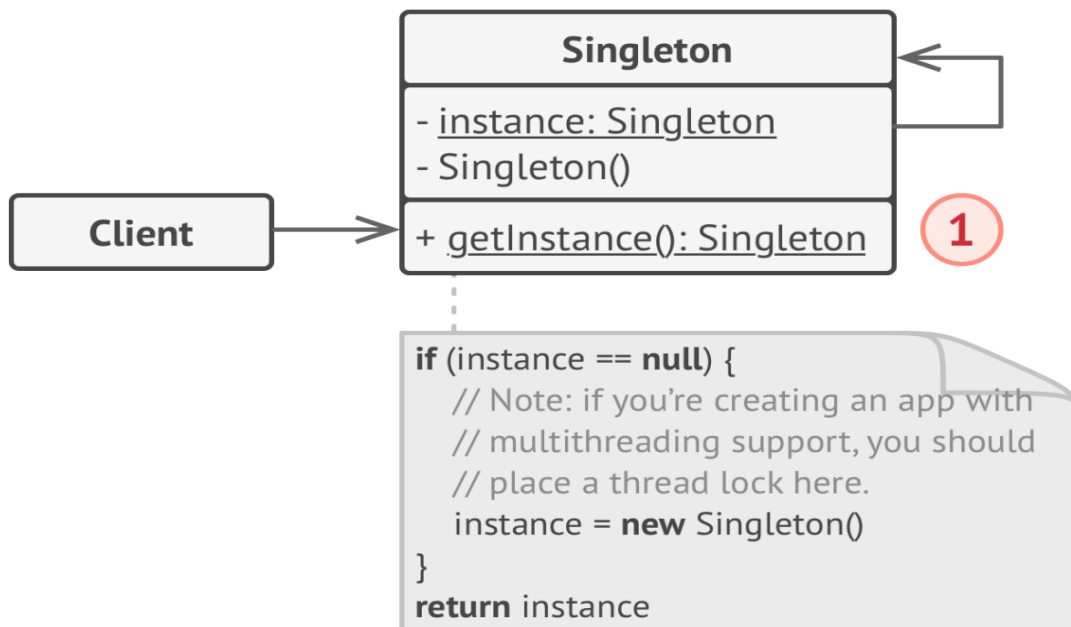 Singleton
- instance: Singleton
- Singleton()
Client
+ getInstance(): Singleton
1
if (instance == null) {
// Note: if you’re creating an app with
// multithreading support, you should
// place a thread lock here.
instance = new Singleton()
}
return instance